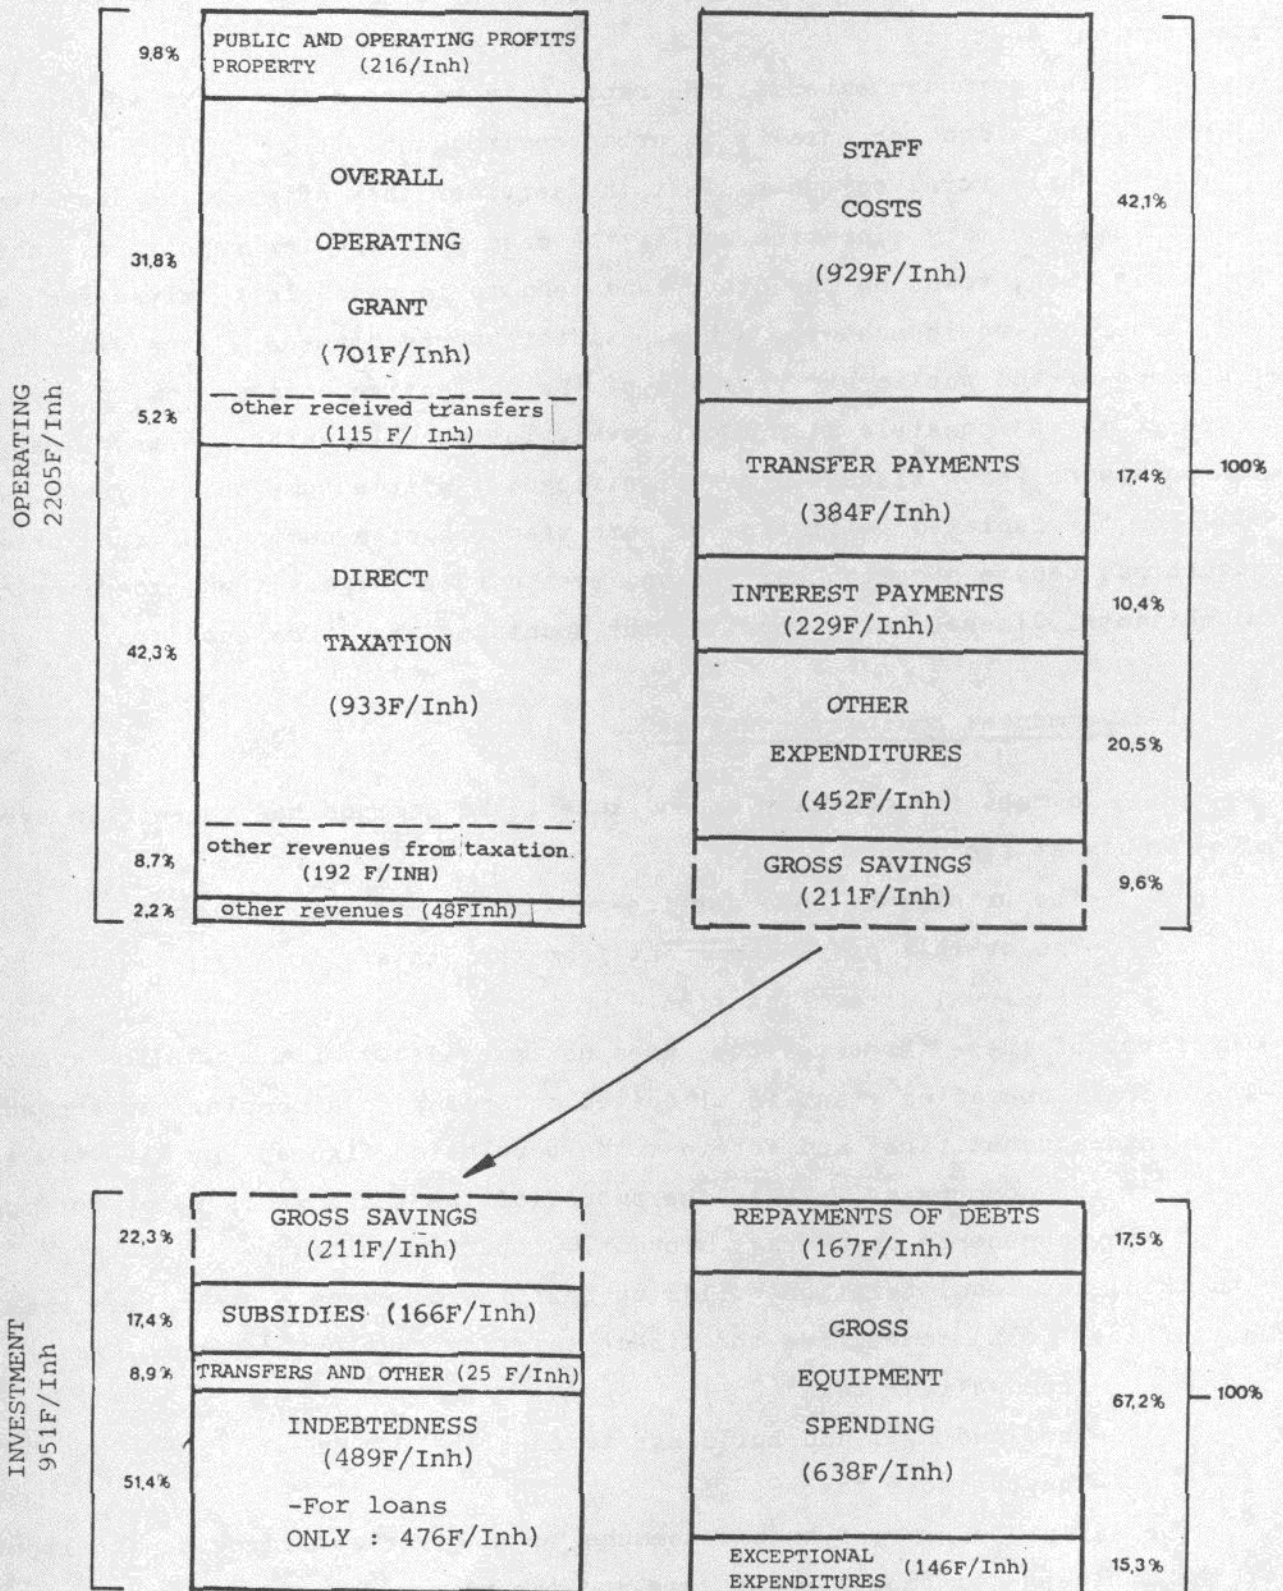 9,8%
PUBLIC AND OPERATING PROFITS
PROPERTY (216/Inh)
OVERALL
OPERATING
GRANT
(701F/Inh)
31,8%
other received transfers
(115 F/ Inh)
5,2%
OPERATING
2205F/Inh
DIRECT
TAXATION
(933F/Inh)
42,3%
other revenues from taxation
(192 F/INH)
8,7%
other revenues (48FInh)
2,2%
STAFF
COSTS
(929F/Inh)
42,1%
TRANSFER PAYMENTS
(384F/Inh)
17,4%
100%
INTEREST PAYMENTS
(229F/Inh)
10,4%
OTHER
EXPENDITURES
(452F/Inh)
20,5%
GROSS SAVINGS
(211F/Inh)
9,6%
GROSS SAVINGS
(211F/Inh)
22,3%
SUBSIDIES (166F/Inh)
17,4%
TRANSFERS AND OTHER (25 F/Inh)
8,9%
INVESTMENT
951F/Inh
INDEBTEDNESS
(489F/Inh)
-For loans
ONLY : 476F/Inh)
51,4%
REPAYMENTS OF DEBTS
(167F/Inh)
17,5%
GROSS
EQUIPMENT
SPENDING
(638F/Inh)
67,2%
100%
EXCEPTIONAL (146F/Inh)
EXPENDITURES
15,3%